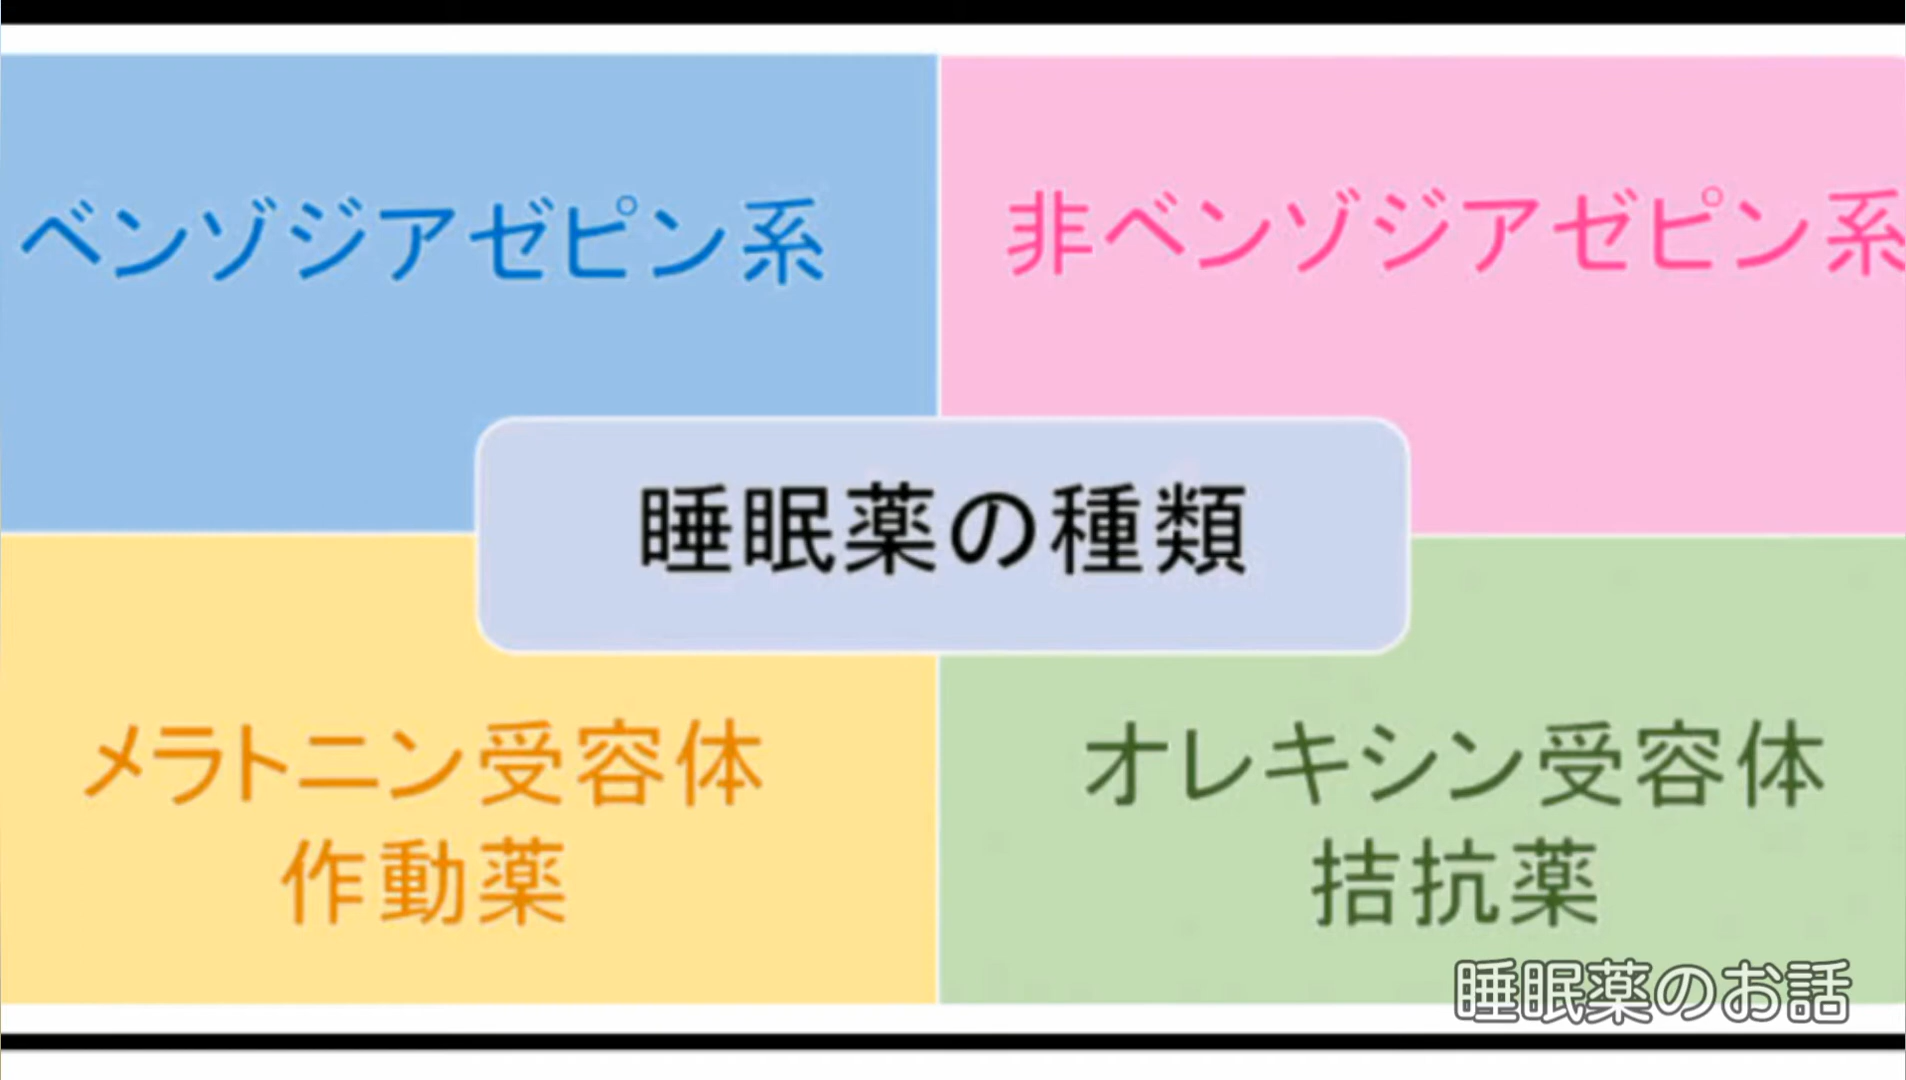 ベンゾジアゼピン系
非ベンゾジアゼピン系
睡眠薬の種類
メラトニン受容体
作動薬
オレキシン受容体
拮抗薬
睡眠薬のお話